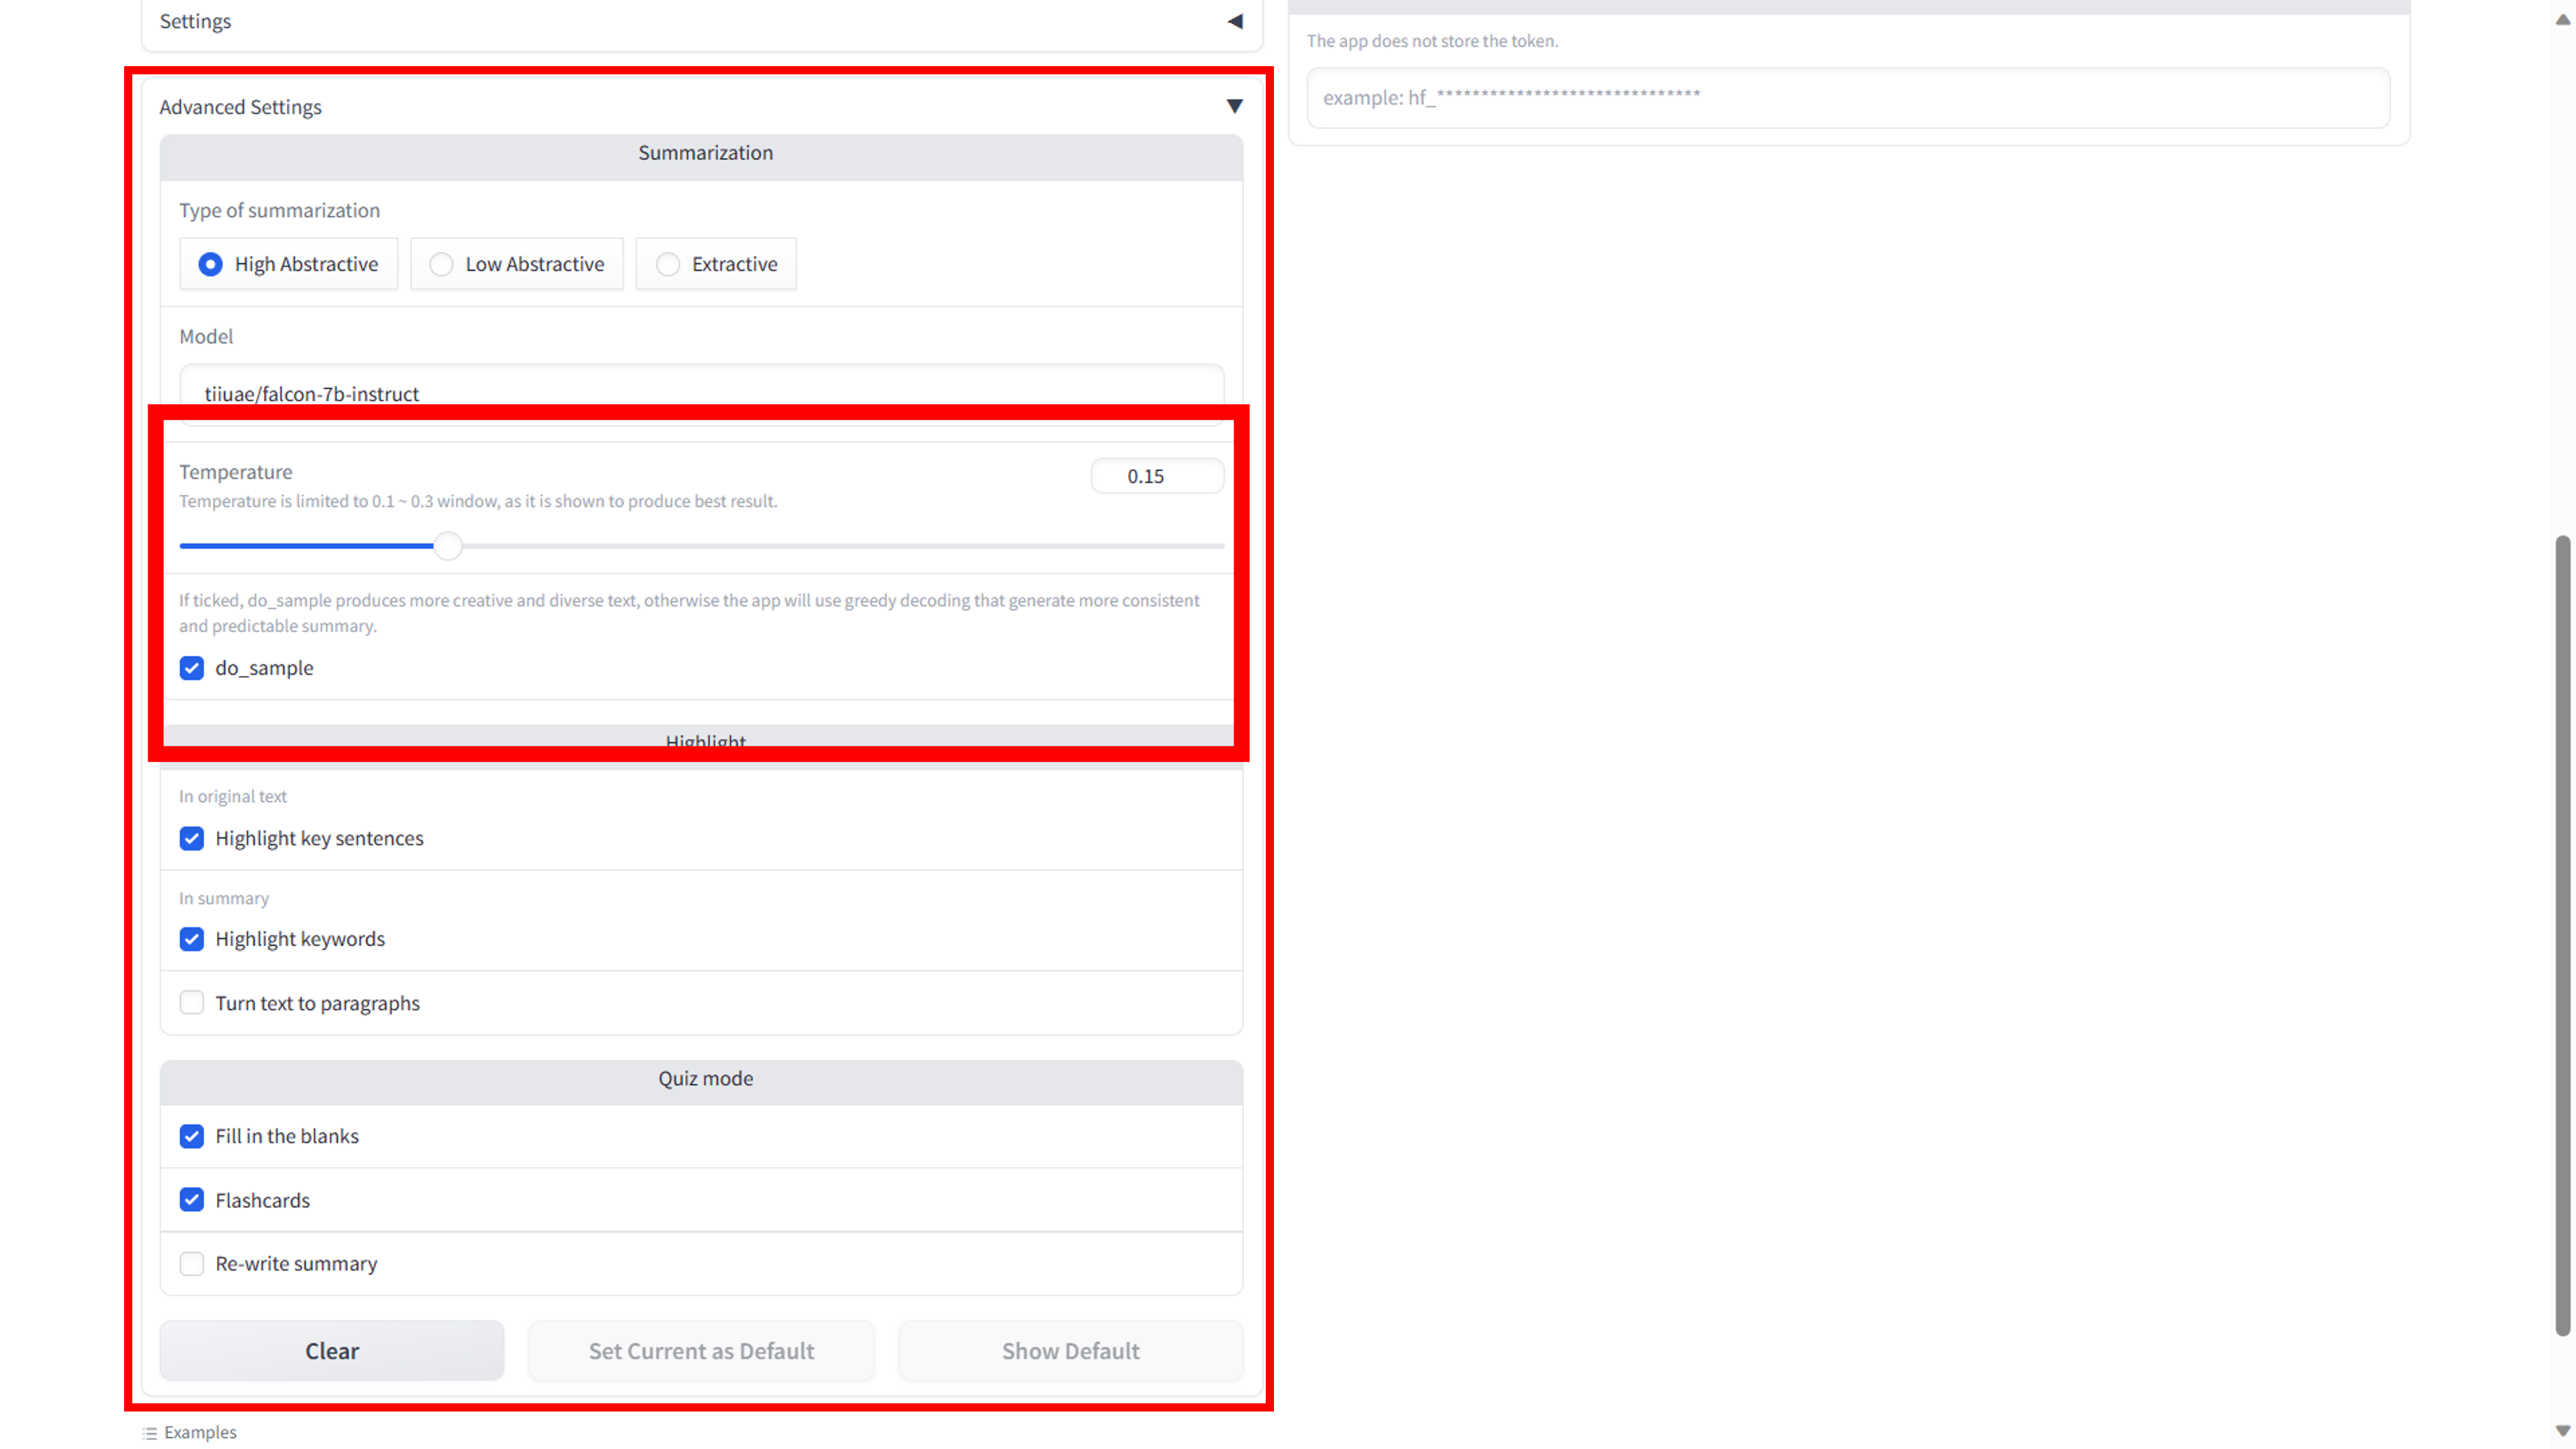 Settings
Advanced Settings
Summarization
Type of summarization
High Abstractive
Low Abstractive
Extractive
Model
tiiuae/falcon-7b-instruct
Temperature
0.15
Temperature is limited to 0.1 ~ 0.3 window, as it is shown to produce best result.
If ticked, do_sample produces more creative and diverse text, otherwise the app will use greedy decoding that generate more consistent
and predictable summary.
do_sample
Highlight
In original text
Highlight key sentences
In summary
Highlight keywords
Turn text to paragraphs
Quiz mode
Fill in the blanks
Flashcards
Re-write summary
Clear
Set Current as Default
Show Default
Examples
The app does not store the token.
example: hf_******************************